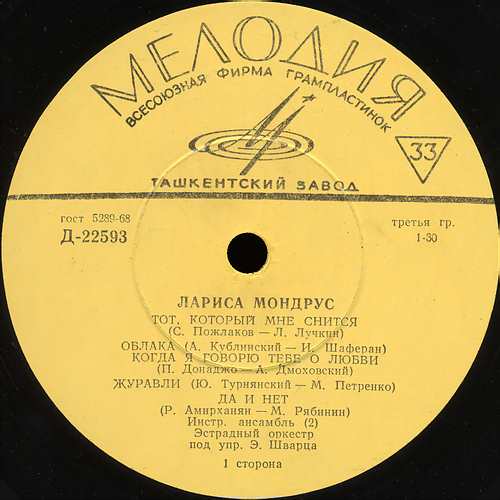 МЕЛОДИЯ
ВСЕСОЮЗНАЯ ФИРМА ГРАМПЛАСТИНОК
33
ТАШКЕНТСКИЙ ЗАВОД
гост 5289-68
Д-22593
третья гр.
1-30
ЛАРИСА МОНДРУС
ТОТ, КОТОРЫЙ МНЕ СНИТСЯ
(С. Пожлаков — Л. Лучкин)
ОБЛАКА (А. Кублинский — И. Шаферан)
КОГДА Я ГОВОРЮ ТЕБЕ О ЛЮБВИ
(П. Донаджо — А. Дмоховский)
ЖУРАВЛИ (Ю. Турнянский — М. Петренко)
ДА И НЕТ
(Р. Амирханян — М. Рябинин)
Инстр. ансамбль (2)
Эстрадный оркестр
под упр. Э. Шварца
1 сторона